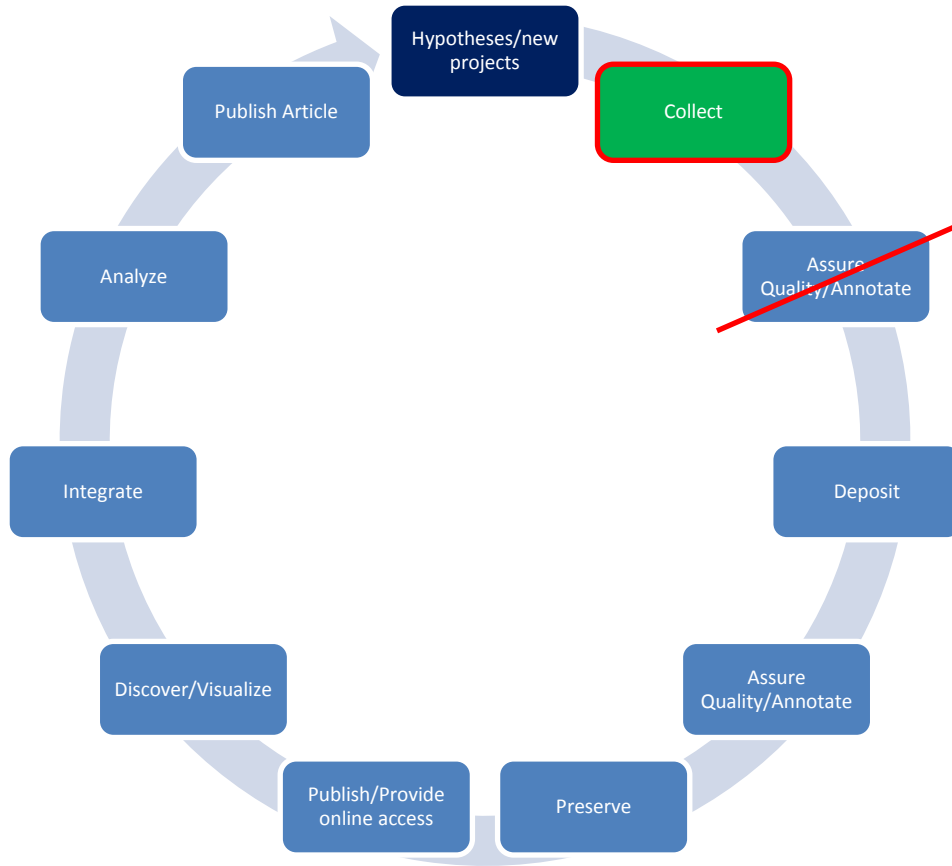 Hypotheses/new
projects
Collect
Assure
Quality/Annotate
Deposit
Assure
Quality/Annotate
Preserve
Publish/Provide
online access
Discover/Visualize
Integrate
Analyze
Publish Article